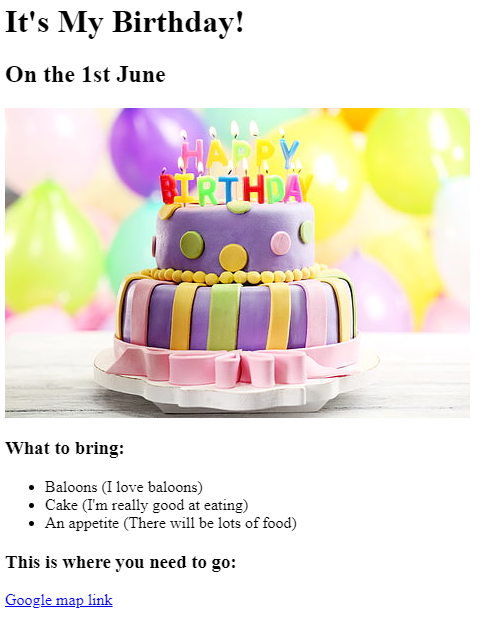 It's My Birthday!
On the 1st June
HAPPY
BIRTHDAY
What to bring:
Baloons (I love baloons)
Cake (I'm really good at eating)
An appetite (There will be lots of food)
This is where you need to go:
Google map link